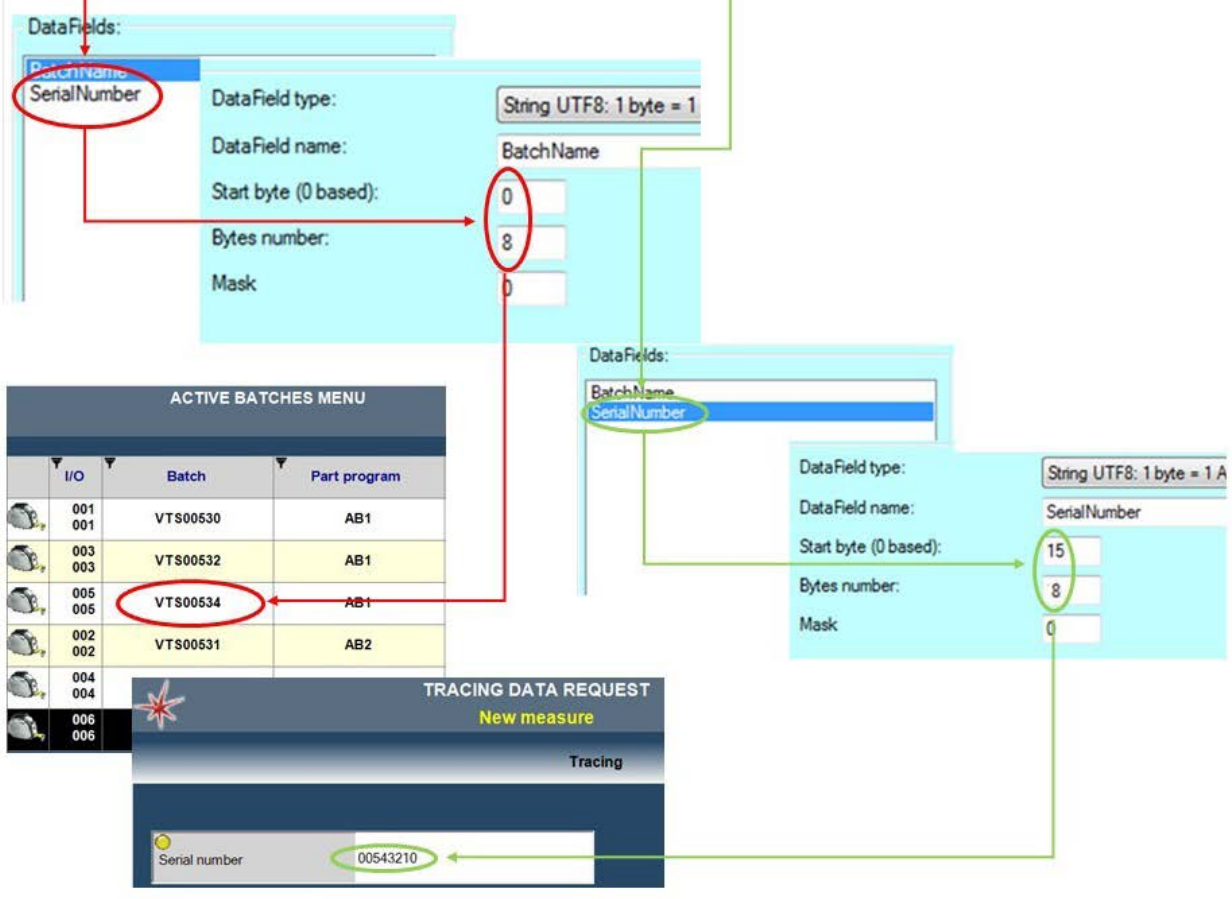 DataFields:
BatchName
SerialNumber
DataField type:
String UTF8: 1 byte = 1
DataField name:
BatchName
Start byte (0 based):
0
Bytes number:
8
Mask
0
DataFields:
BatchName
SerialNumber
DataField type:
String UTF8: 1 byte = 1 A
DataField name:
SerialNumber
Start byte (0 based):
15
Bytes number:
8
Mask
0
ACTIVE BATCHES MENU
I/O Batch Part program
001
001
VTS00530 AB1
003
003
VTS00532 AB1
005
005
VTS00534 AB1
002
002
VTS00531 AB2
004
004
006
006
TRACING DATA REQUEST
New measure
Tracing
Serial number 00543210